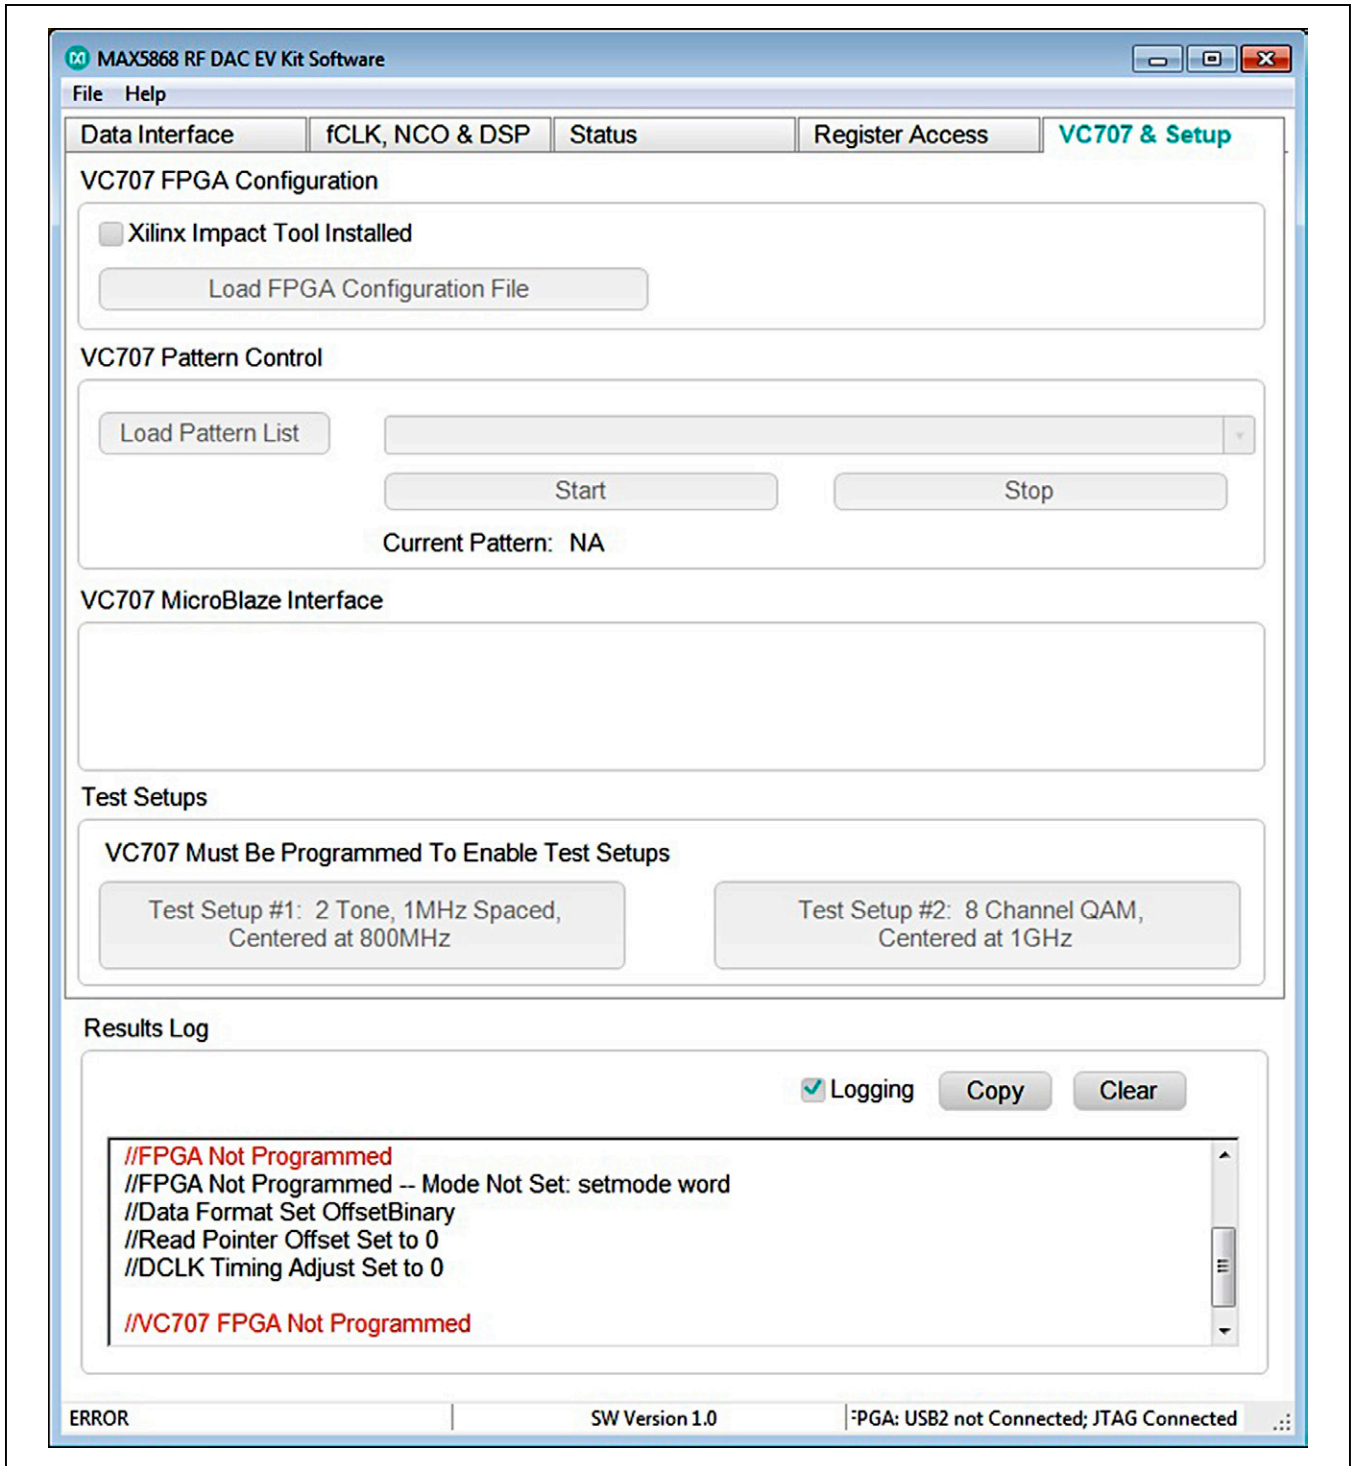 MAX5868 RF DAC EV Kit Software
File Help
Data Interface fCLK, NCO & DSP Status Register Access VC707 & Setup
VC707 FPGA Configuration
Xilinx Impact Tool Installed
Load FPGA Configuration File
VC707 Pattern Control
Load Pattern List
Start Stop
Current Pattern: NA
VC707 MicroBlaze Interface
Test Setups
VC707 Must Be Programmed To Enable Test Setups
Test Setup #1: 2 Tone, 1MHz Spaced,
Centered at 800MHz
Test Setup #2: 8 Channel QAM,
Centered at 1GHz
Results Log
Logging Copy Clear
//FPGA Not Programmed
//FPGA Not Programmed -- Mode Not Set: setmode word
//Data Format Set OffsetBinary
//Read Pointer Offset Set to 0
//DCLK Timing Adjust Set to 0
//VC707 FPGA Not Programmed
ERROR SW Version 1.0 FPGA: USB2 not Connected; JTAG Connected